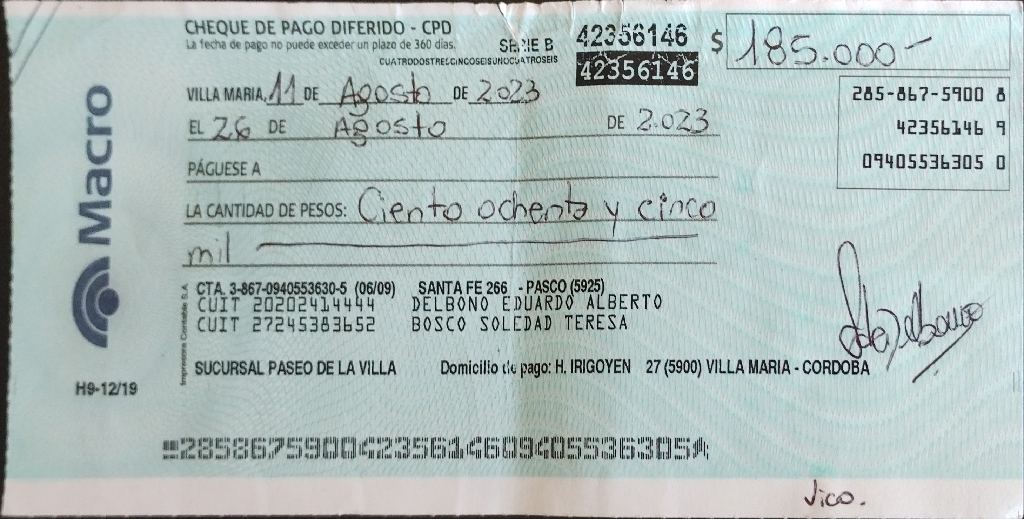 CHEQUE DE PAGO DIFERIDO - CPD
La fecha de pago no puede exceder un plazo de 360 días.
SERIE B 42356146 $ 185.000-
CUATRODOSTRESCINCOSEISUNOCUATROSEIS
42356146
VILLA MARIA, 11 DE Agosto DE 2023
285-867-5900 8
EL 26 DE Agosto DE 2.023
42356146 9
09405536305 0
PÁGUESE A
LA CANTIDAD DE PESOS: Ciento ochenta y cinco
mil
Macro
CTA. 3-867-0940553630-5 (06/09) SANTA FE 266 - PASCO (5925)
CUIT 20202414444 DELBONO EDUARDO ALBERTO
CUIT 27245383652 BOSCO SOLEDAD TERESA
Impresora Contable S.A.
SUCURSAL PASEO DE LA VILLA Domicilio de pago: H. IRIGOYEN 27 (5900) VILLA MARIA - CORDOBA
H9-12/19
28586759004235614609405536305
Vico.